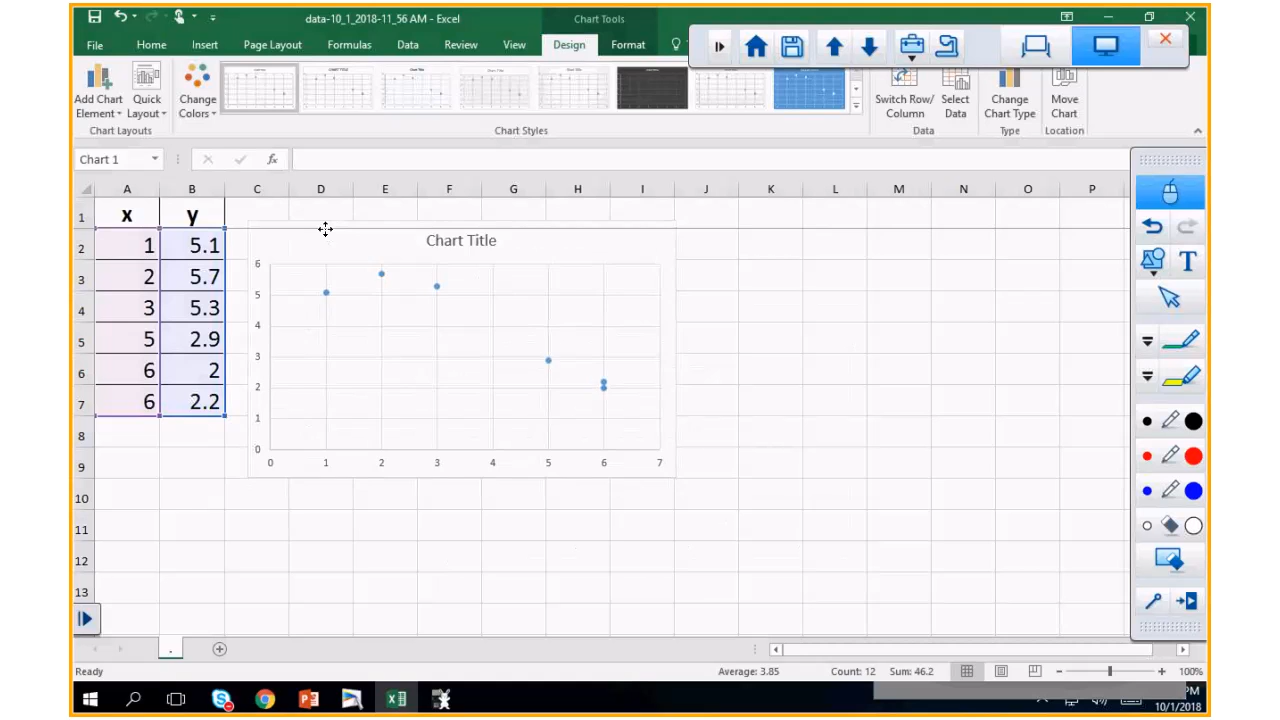 data-10_1_2018-11_56 AM - Excel
Chart Tools
File Home Insert Page Layout Formulas Data Review View Design Format
Add Chart Element
Quick Layout
Change Colors
Switch Row/ Column
Select Data
Change Chart Type
Move Chart
Chart Layouts
Chart Styles
Data
Type
Location
Chart 1
fx
A B C D E F G H I J K L M N O P
1 x y
2 1 5.1
3 2 5.7
4 3 5.3
5 5 2.9
6 6 2
7 6 2.2
8
9
10
11
12
13
Chart Title
6
5
4
3
2
1
0
0 1 2 3 4 5 6 7
T
.
Ready
Average: 3.85
Count: 12
Sum: 46.2
100%
PM
10/1/2018